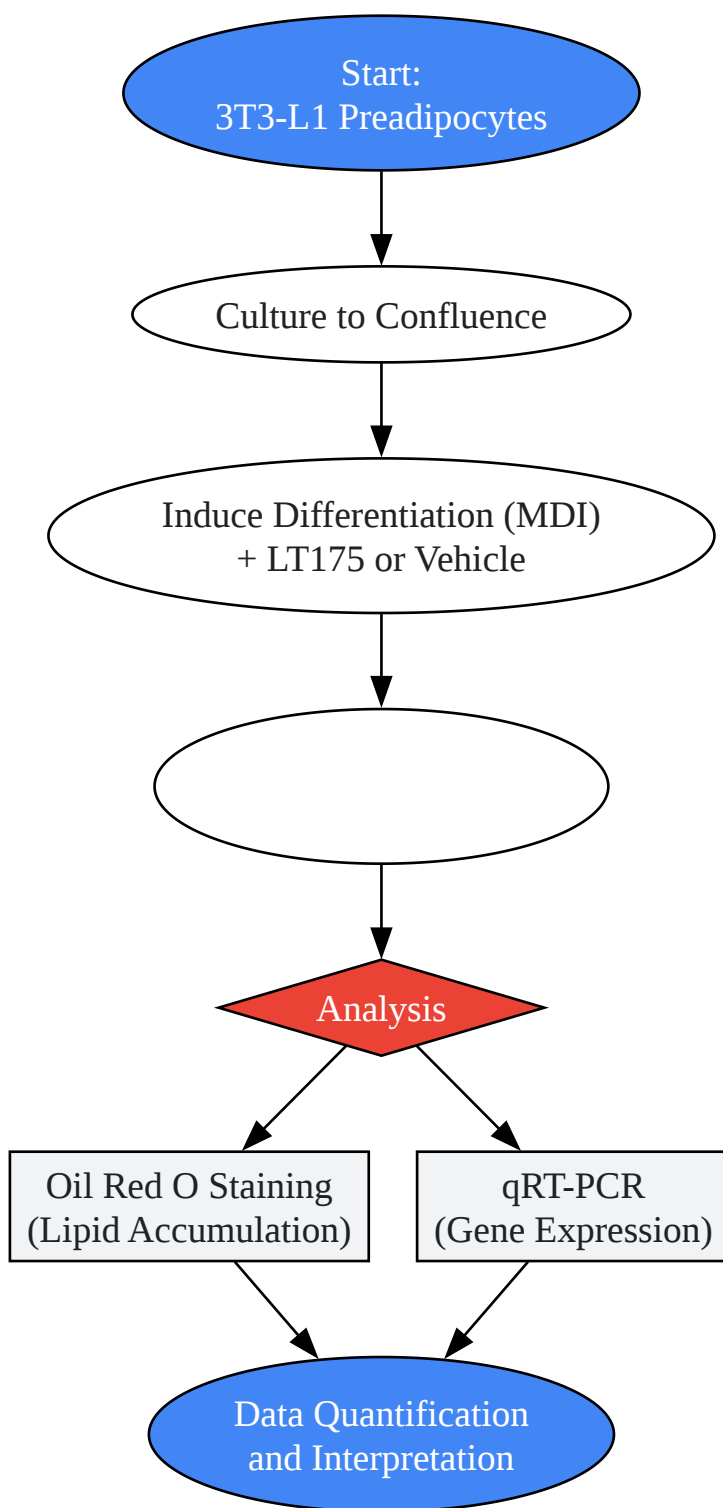 Start:
3T3-L1 Preadipocytes
Culture to Confluence
Induce Differentiation (MDI)
+ LT175 or Vehicle
Analysis
Oil Red O Staining
(Lipid Accumulation)
qRT-PCR
(Gene Expression)
Data Quantification
and Interpretation